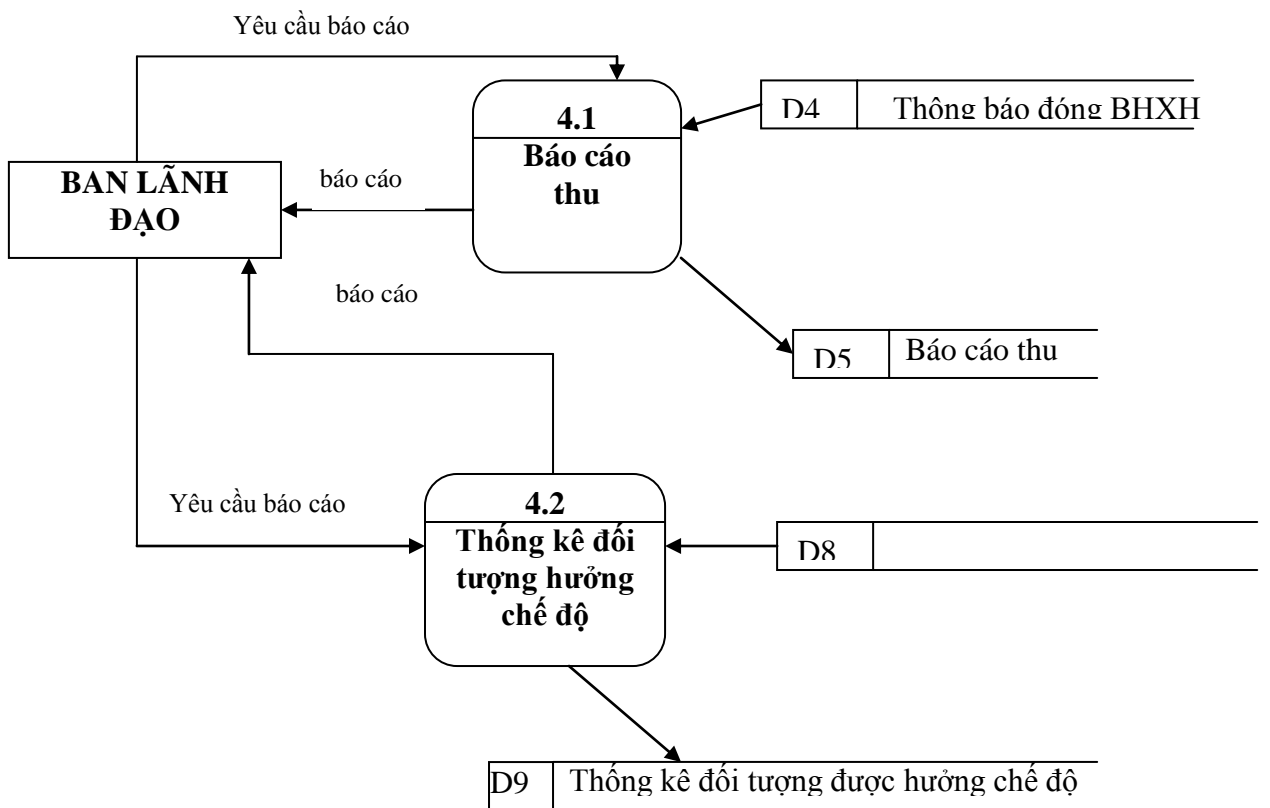 Yêu cầu báo cáo
4.1
Báo cáo
thu
D4 Thông báo đóng BHXH
BAN LÃNH
ĐẠO
báo cáo
báo cáo
D5 Báo cáo thu
Yêu cầu báo cáo
4.2
Thống kê đối
tượng hưởng
chế độ
D8
D9 Thống kê đối tượng được hưởng chế độ